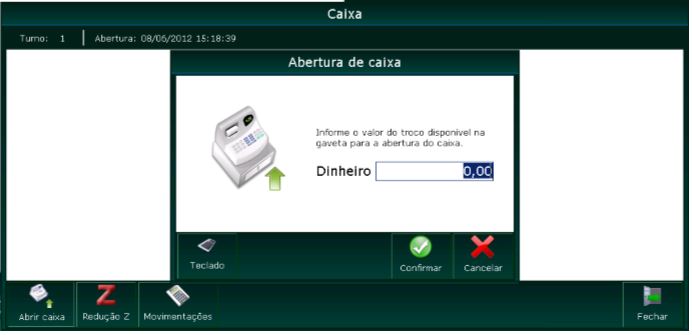 Caixa
Turno: 1 Abertura: 08/05/2012 15:18:39
Abertura de caixa
Informe o valor do troco disponível na
gaveta para a abertura do caixa.
Dinheiro 0,00
Teclado Confirmar Cancelar
Abrir caixa Redução Z Movimentações Fechar